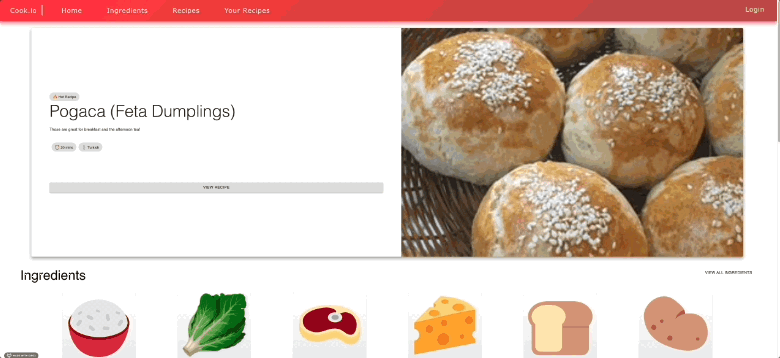 Cook.io
Home
Ingredients
Recipes
Your Recipes
Login
Hot Recipe
Pogaca (Feta Dumplings)
These are great for breakfast and the afternoon tea!
Turkish
VIEW RECIPE
Ingredients
VIEW ALL INGREDIENTS